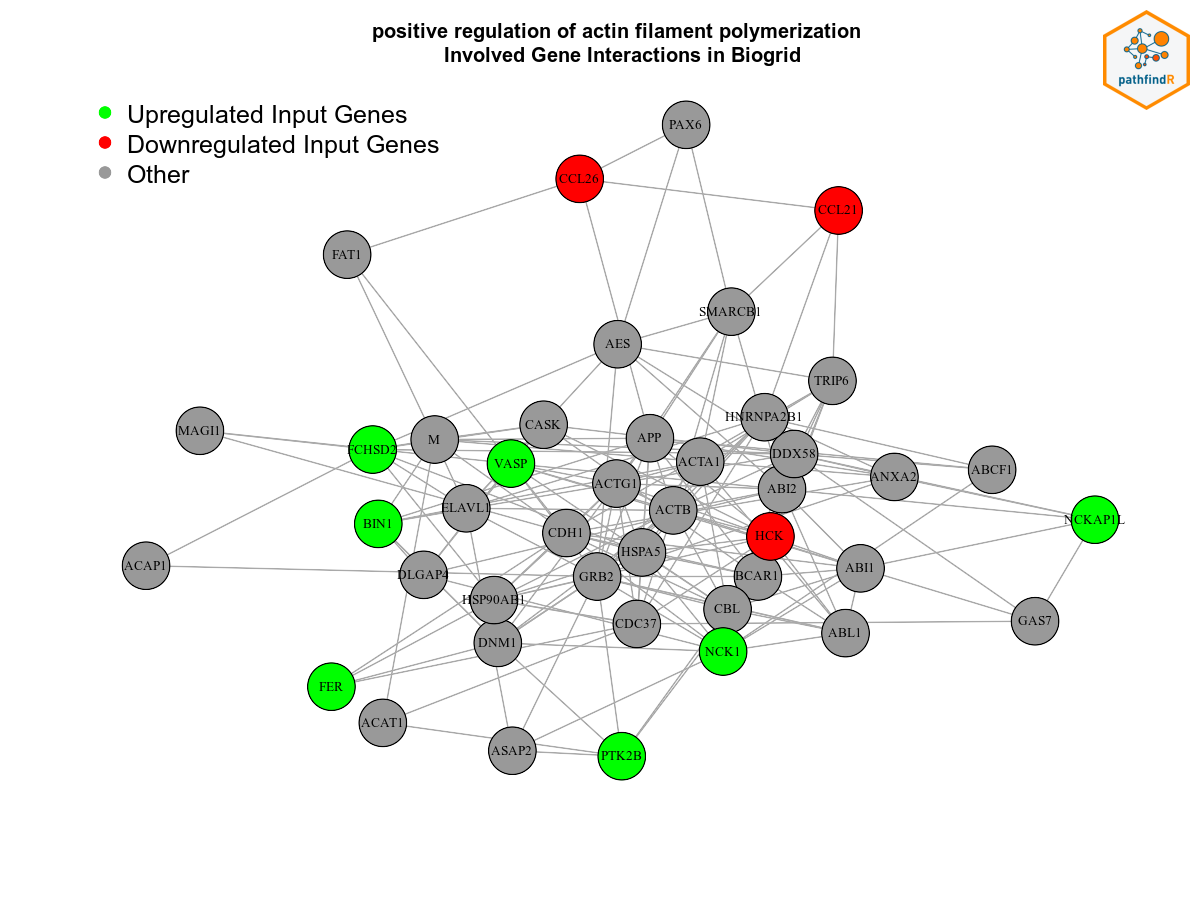 positive regulation of actin filament polymerization
Involved Gene Interactions in Biogrid
pathfindR
Upregulated Input Genes
Downregulated Input Genes
Other
PAX6
CCL26
CCL21
FAT1
SMARCB1
AES
TRIP6
HNRNPA2B1
CASK
MAGI1
M
APP
FCHSD2
DDX58
VASP
ACTA1
ABCF1
ANXA2
ACTG1
ABI2
ELAVL1
ACTB
NCKAP1L
BIN1
CDH1
HCK
HSPA5
ACAP1
ABI1
DLGAP4
GRB2
BCAR1
HSP90AB1
CBL
GAS7
CDC37
ABL1
DNM1
NCK1
FER
ACAT1
ASAP2
PTK2B